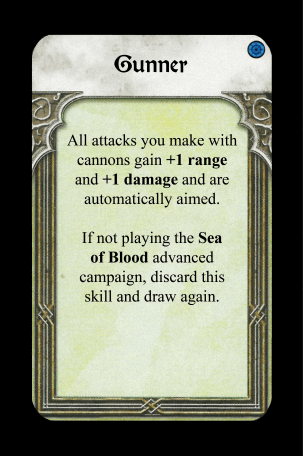 Gunner
All attacks you make with
cannons gain +1 range
and +1 damage and are
automatically aimed.
If not playing the Sea
of Blood advanced
campaign, discard this
skill and draw again.